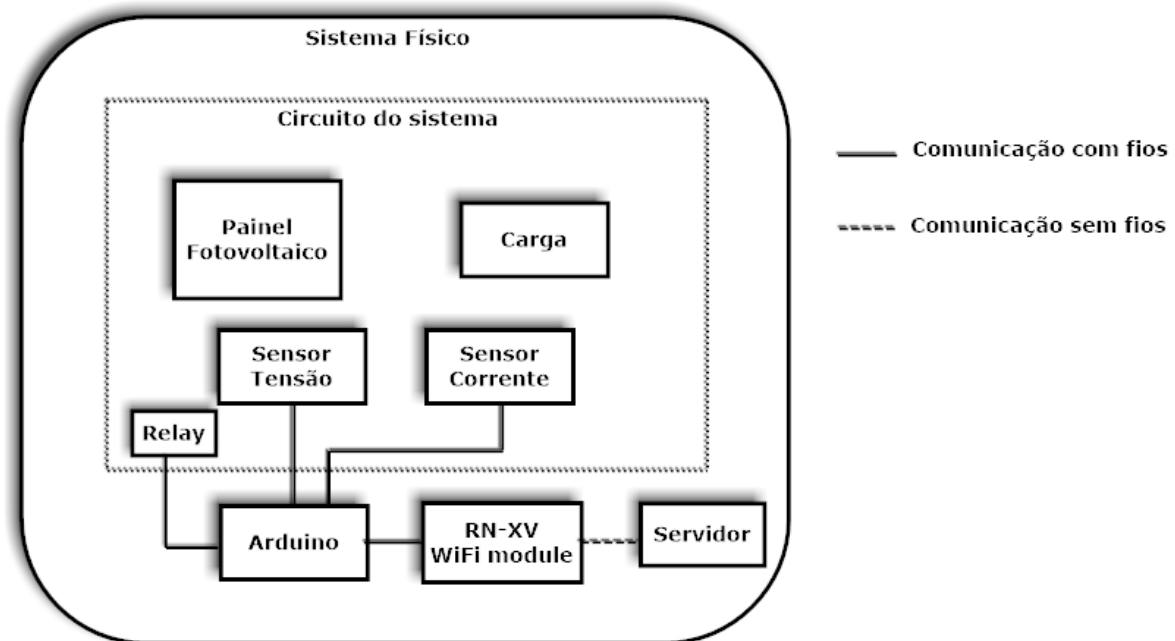 Sistema Físico
Circuito do sistema
Comunicação com fios
Painel
Fotovoltaico
Carga
Comunicação sem fios
Sensor
Tensão
Sensor
Corrente
Relay
Arduino
RN-XV
WiFi module
Servidor